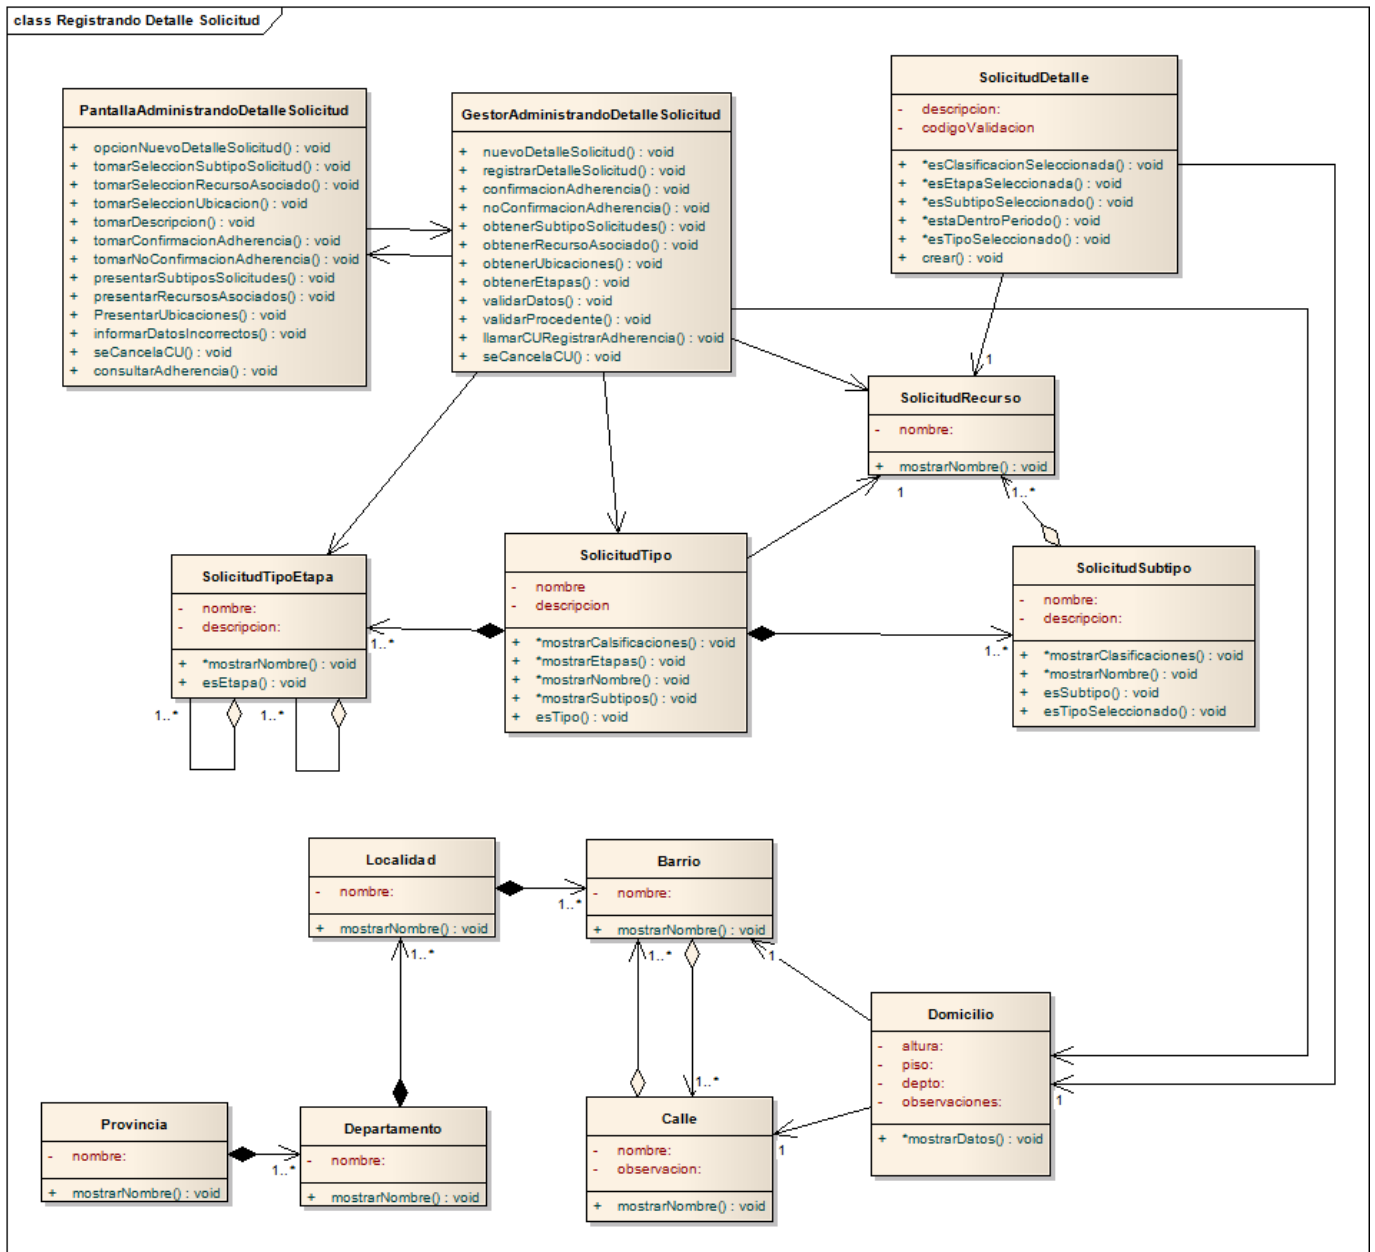 class Registrando Detalle Solicitud
PantallaAdministrandoDetalleSolicitud
+ opcionNuevoDetalleSolicitud() : void
+ tomarSeleccionSubtipoSolicitud() : void
+ tomarSeleccionRecursoAsociado() : void
+ tomarSeleccionUbicacion() : void
+ tomarDescripcion() : void
+ tomarConfirmacionAdherencia() : void
+ tomarNoConfirmacionAdherencia() : void
+ presentarSubtiposSolicitudes() : void
+ presentarRecursosAsociados() : void
+ PresentarUbicaciones() : void
+ informarDatosIncorrectos() : void
+ seCancelaCU() : void
+ consultarAdherencia() : void
GestorAdministrandoDetalleSolicitud
+ nuevoDetalleSolicitud() : void
+ registrarDetalleSolicitud() : void
+ confirmacionAdherencia() : void
+ noConfirmacionAdherencia() : void
+ obtenerSubtipoSolicitudes() : void
+ obtenerRecursoAsociado() : void
+ obtenerUbicaciones() : void
+ obtenerEtapas() : void
+ validarDatos() : void
+ validarProcedente() : void
+ llamarCURegistrarAdherencia() : void
+ seCancelaCU() : void
SolicitudDetalle
- descripcion:
- codigoValidacion
+ *esClasificacionSeleccionada() : void
+ *esEtapaSeleccionada() : void
+ *esSubtipoSeleccionado() : void
+ *estaDentroPeriodo() : void
+ *esTipoSeleccionado() : void
+ crear() : void
1
SolicitudRecurso
- nombre:
+ mostrarNombre() : void
1
1..*
SolicitudTipoEtapa
- nombre:
- descripcion:
+ *mostrarNombre() : void
+ esEtapa() : void
1..*
1..*
1..*
SolicitudTipo
- nombre
- descripcion
+ *mostrarCalsificaciones() : void
+ *mostrarEtapas() : void
+ *mostrarNombre() : void
+ *mostrarSubtipos() : void
+ esTipo() : void
1..*
SolicitudSubtipo
- nombre:
- descripcion:
+ *mostrarClasificaciones() : void
+ *mostrarNombre() : void
+ esSubtipo() : void
+ esTipoSeleccionado() : void
Localidad
- nombre:
+ mostrarNombre() : void
1..*
1..*
Barrio
- nombre:
+ mostrarNombre() : void
1..*
1
Domicilio
- altura:
- piso:
- depto:
- observaciones:
+ *mostrarDatos() : void
1
1..*
Provincia
- nombre:
+ mostrarNombre() : void
1..*
Departamento
- nombre:
+ mostrarNombre() : void
Calle
- nombre:
- observacion:
+ mostrarNombre() : void
1